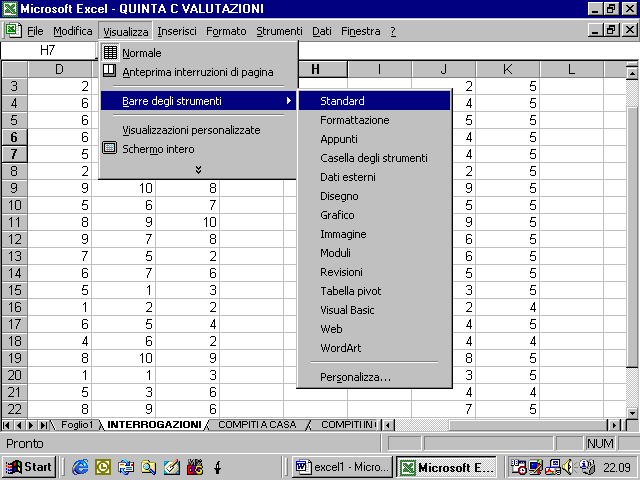 Microsoft Excel - QUINTA C VALUTAZIONI
File Modifica Visualizza Inserisci Formato Strumenti Dati Finestra ?
H7
Normale
Anteprima interruzioni di pagina
Barre degli strumenti
Visualizzazioni personalizzate
Schermo intero
Standard
Formattazione
Appunti
Casella degli strumenti
Dati esterni
Disegno
Grafico
Immagine
Moduli
Revisioni
Tabella pivot
Visual Basic
Web
WordArt
Personalizza...
D H I J K L
3 2 2 5
4 6 4 5
5 6 5 5
6 6 4 5
7 5 4 5
8 2 2 5
9 9 10 8 9 5
10 5 6 7 5 5
11 8 9 10 9 5
12 9 7 8 6 5
13 7 5 2 4 5
14 6 7 6 6 5
15 5 1 3 3 5
16 1 2 2 2 4
17 6 5 4 4 5
18 4 6 2 4 4
19 8 10 9 8 5
20 1 1 3 3 5
21 5 3 6 4 5
22 8 9 6 7 5
Foglio1 INTERROGAZIONI COMPITI A CASA COMPITI IN
Pronto NUM
Start excel1 - Micro... Microsoft E... 22.09